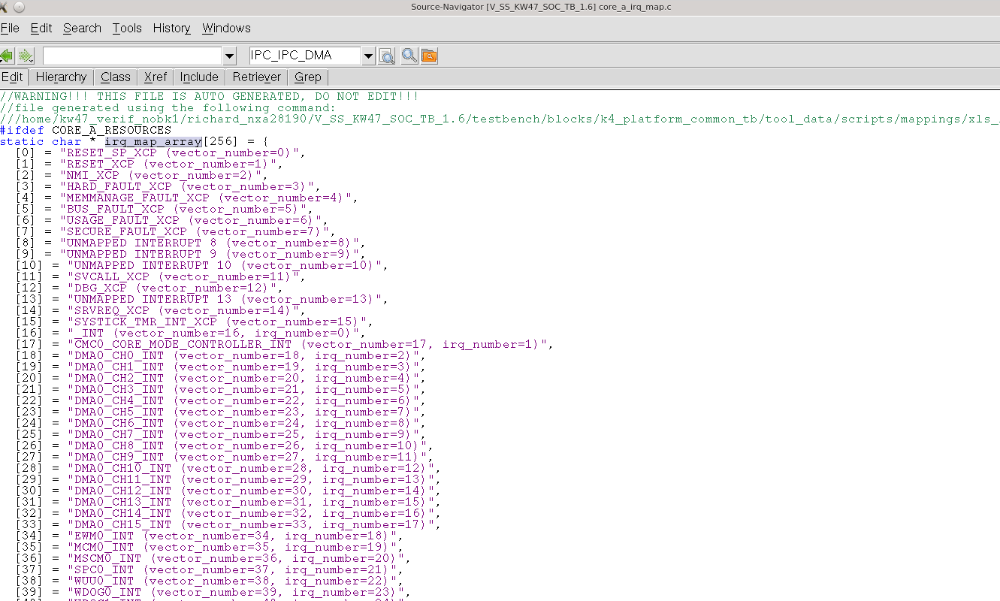 Source-Navigator [V_SS_KW47_SOC_TB_1.6] core_a_irq_map.c
File Edit Search Tools History Windows
IPC_IPC_DMA
Edit Hierarchy Class Xref Include Retriever Grep
//WARNING!!! THIS FILE IS AUTO GENERATED, DO NOT EDIT!!!
//file generated using the following command:
///home/kw47_verif_nobk1/richard_nxa28190/V_SS_KW47_SOC_TB_1.6/testbench/blocks/k4_platform_common_tb/tool_data/scripts/mappings/xls_
#ifdef CORE_A_RESOURCES
static char * irq_map_array[256] = {
[0] = "RESET_SP_XCP (vector_number=0)",
[1] = "RESET_XCP (vector_number=1)",
[2] = "NMI_XCP (vector_number=2)",
[3] = "HARD_FAULT_XCP (vector_number=3)",
[4] = "MEMMANAGE_FAULT_XCP (vector_number=4)",
[5] = "BUS_FAULT_XCP (vector_number=5)",
[6] = "USAGE_FAULT_XCP (vector_number=6)",
[7] = "SECURE_FAULT_XCP (vector_number=7)",
[8] = "UNMAPPED INTERRUPT 8 (vector_number=8)",
[9] = "UNMAPPED INTERRUPT 9 (vector_number=9)",
[10] = "UNMAPPED INTERRUPT 10 (vector_number=10)",
[11] = "SVCALL_XCP (vector_number=11)",
[12] = "DBG_XCP (vector_number=12)",
[13] = "UNMAPPED INTERRUPT 13 (vector_number=13)",
[14] = "SRVREQ_XCP (vector_number=14)",
[15] = "SYSTICK_TMR_INT_XCP (vector_number=15)",
[16] = "_INT (vector_number=16, irq_number=0)",
[17] = "CMC0_CORE_MODE_CONTROLLER_INT (vector_number=17, irq_number=1)",
[18] = "DMA0_CH0_INT (vector_number=18, irq_number=2)",
[19] = "DMA0_CH1_INT (vector_number=19, irq_number=3)",
[20] = "DMA0_CH2_INT (vector_number=20, irq_number=4)",
[21] = "DMA0_CH3_INT (vector_number=21, irq_number=5)",
[22] = "DMA0_CH4_INT (vector_number=22, irq_number=6)",
[23] = "DMA0_CH5_INT (vector_number=23, irq_number=7)",
[24] = "DMA0_CH6_INT (vector_number=24, irq_number=8)",
[25] = "DMA0_CH7_INT (vector_number=25, irq_number=9)",
[26] = "DMA0_CH8_INT (vector_number=26, irq_number=10)",
[27] = "DMA0_CH9_INT (vector_number=27, irq_number=11)",
[28] = "DMA0_CH10_INT (vector_number=28, irq_number=12)",
[29] = "DMA0_CH11_INT (vector_number=29, irq_number=13)",
[30] = "DMA0_CH12_INT (vector_number=30, irq_number=14)",
[31] = "DMA0_CH13_INT (vector_number=31, irq_number=15)",
[32] = "DMA0_CH14_INT (vector_number=32, irq_number=16)",
[33] = "DMA0_CH15_INT (vector_number=33, irq_number=17)",
[34] = "EWM0_INT (vector_number=34, irq_number=18)",
[35] = "MCM0_INT (vector_number=35, irq_number=19)",
[36] = "MSCM0_INT (vector_number=36, irq_number=20)",
[37] = "SPC0_INT (vector_number=37, irq_number=21)",
[38] = "WUU0_INT (vector_number=38, irq_number=22)",
[39] = "WDOG0_INT (vector_number=39, irq_number=23)",